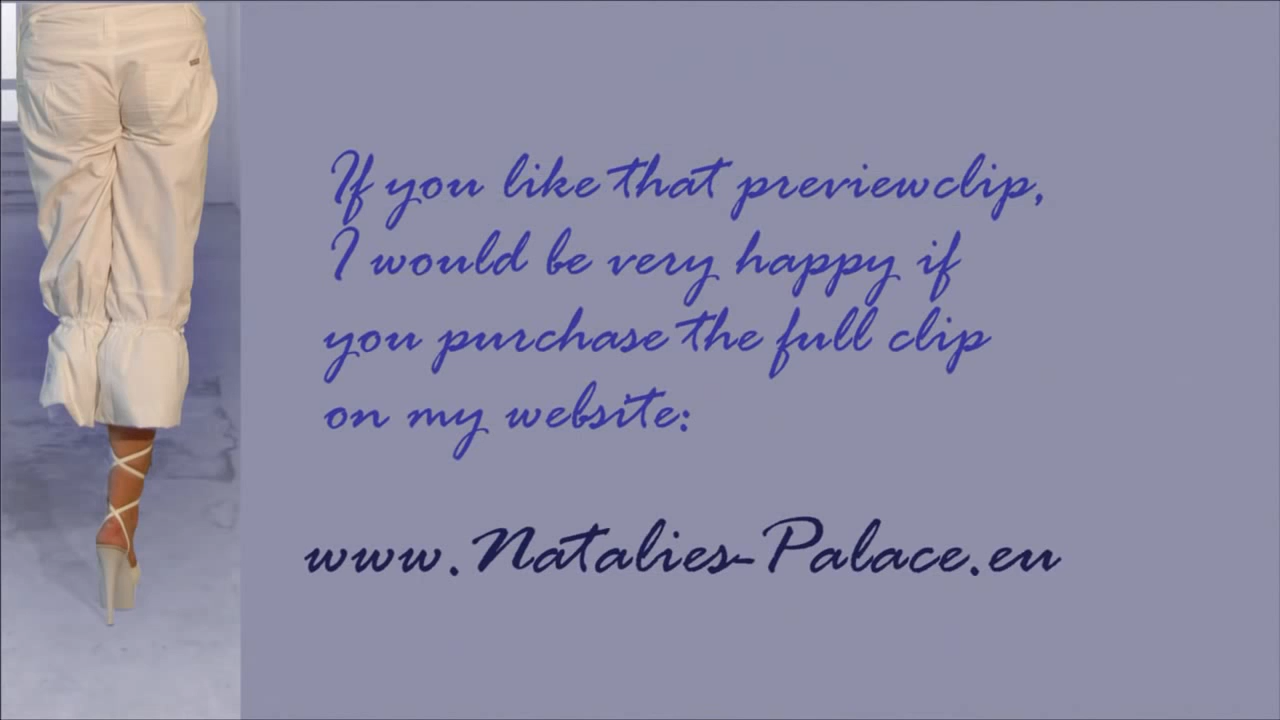 If you like that previewclip,
I would be very happy if
you purchase the full clip
on my website:
www.Natalies-Palace.eu